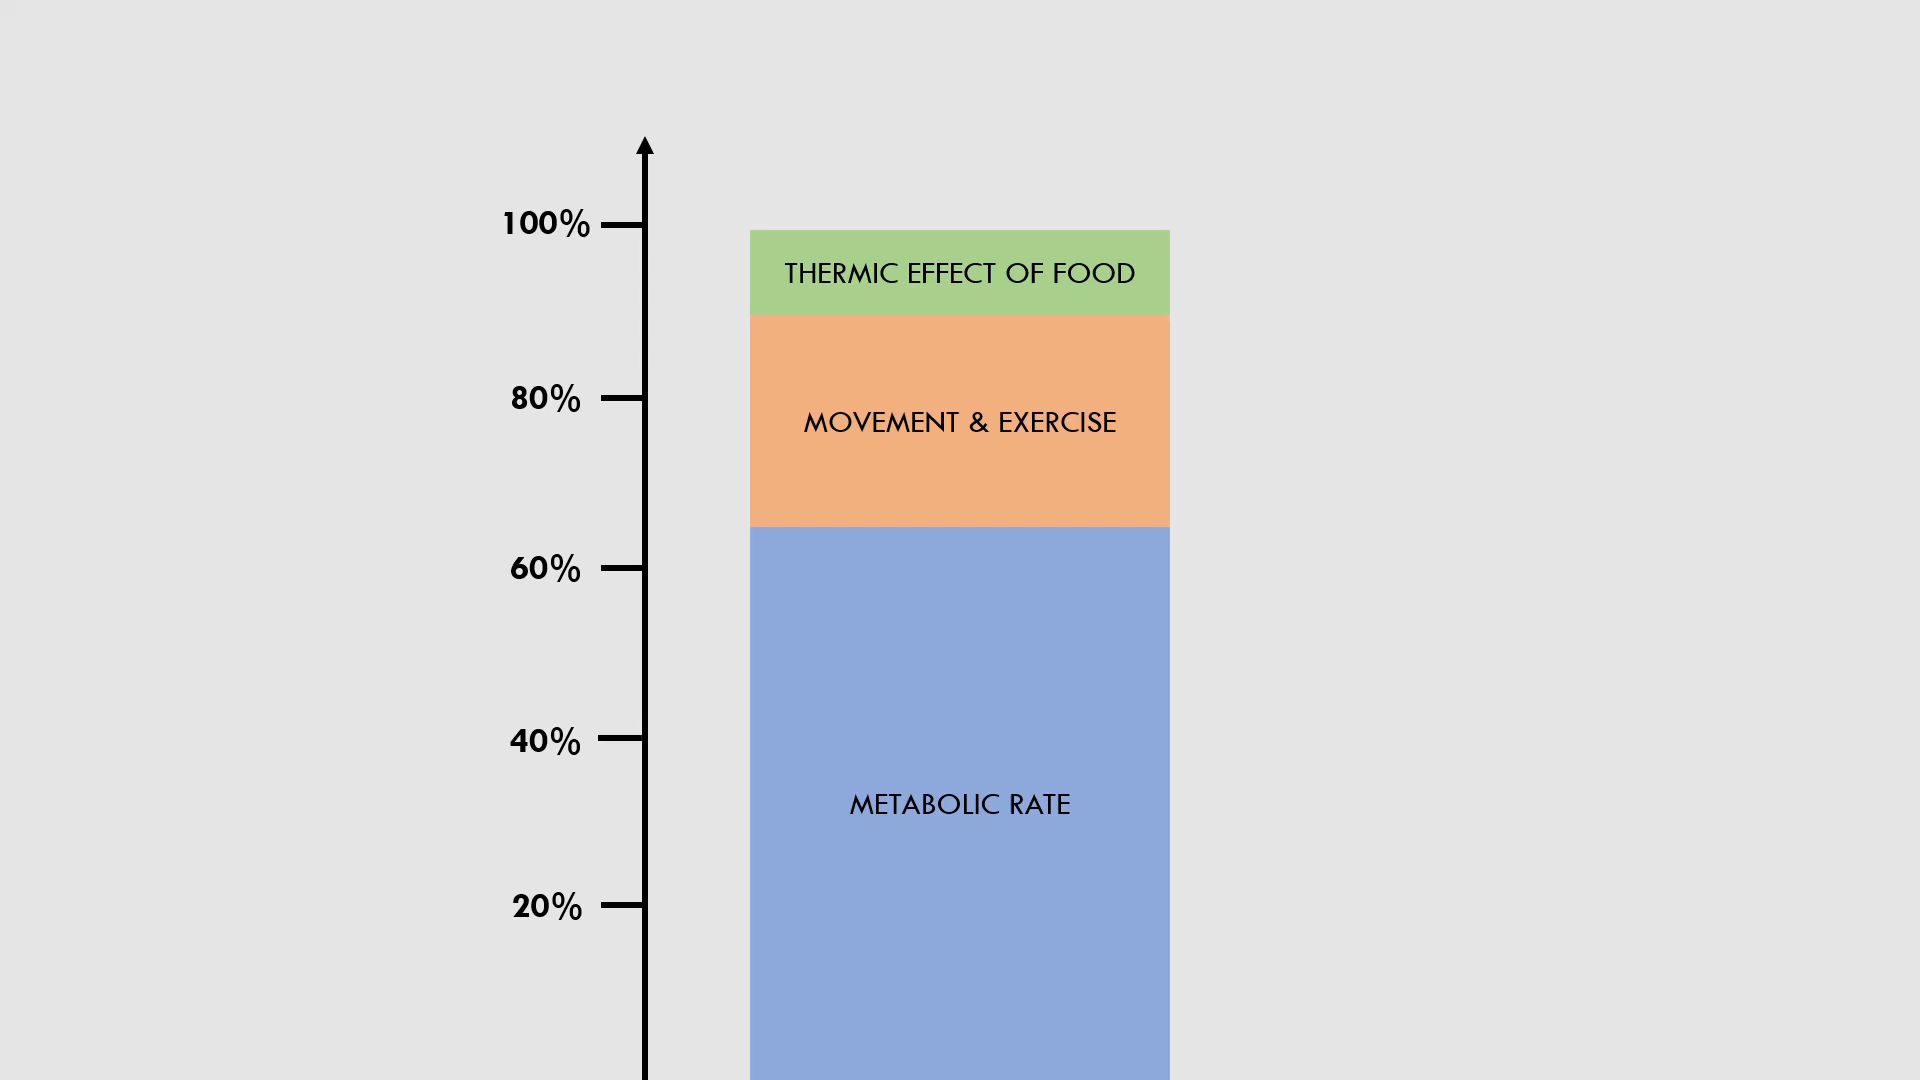 100%
THERMIC EFFECT OF FOOD
80%
MOVEMENT & EXERCISE
60%
40%
METABOLIC RATE
20%